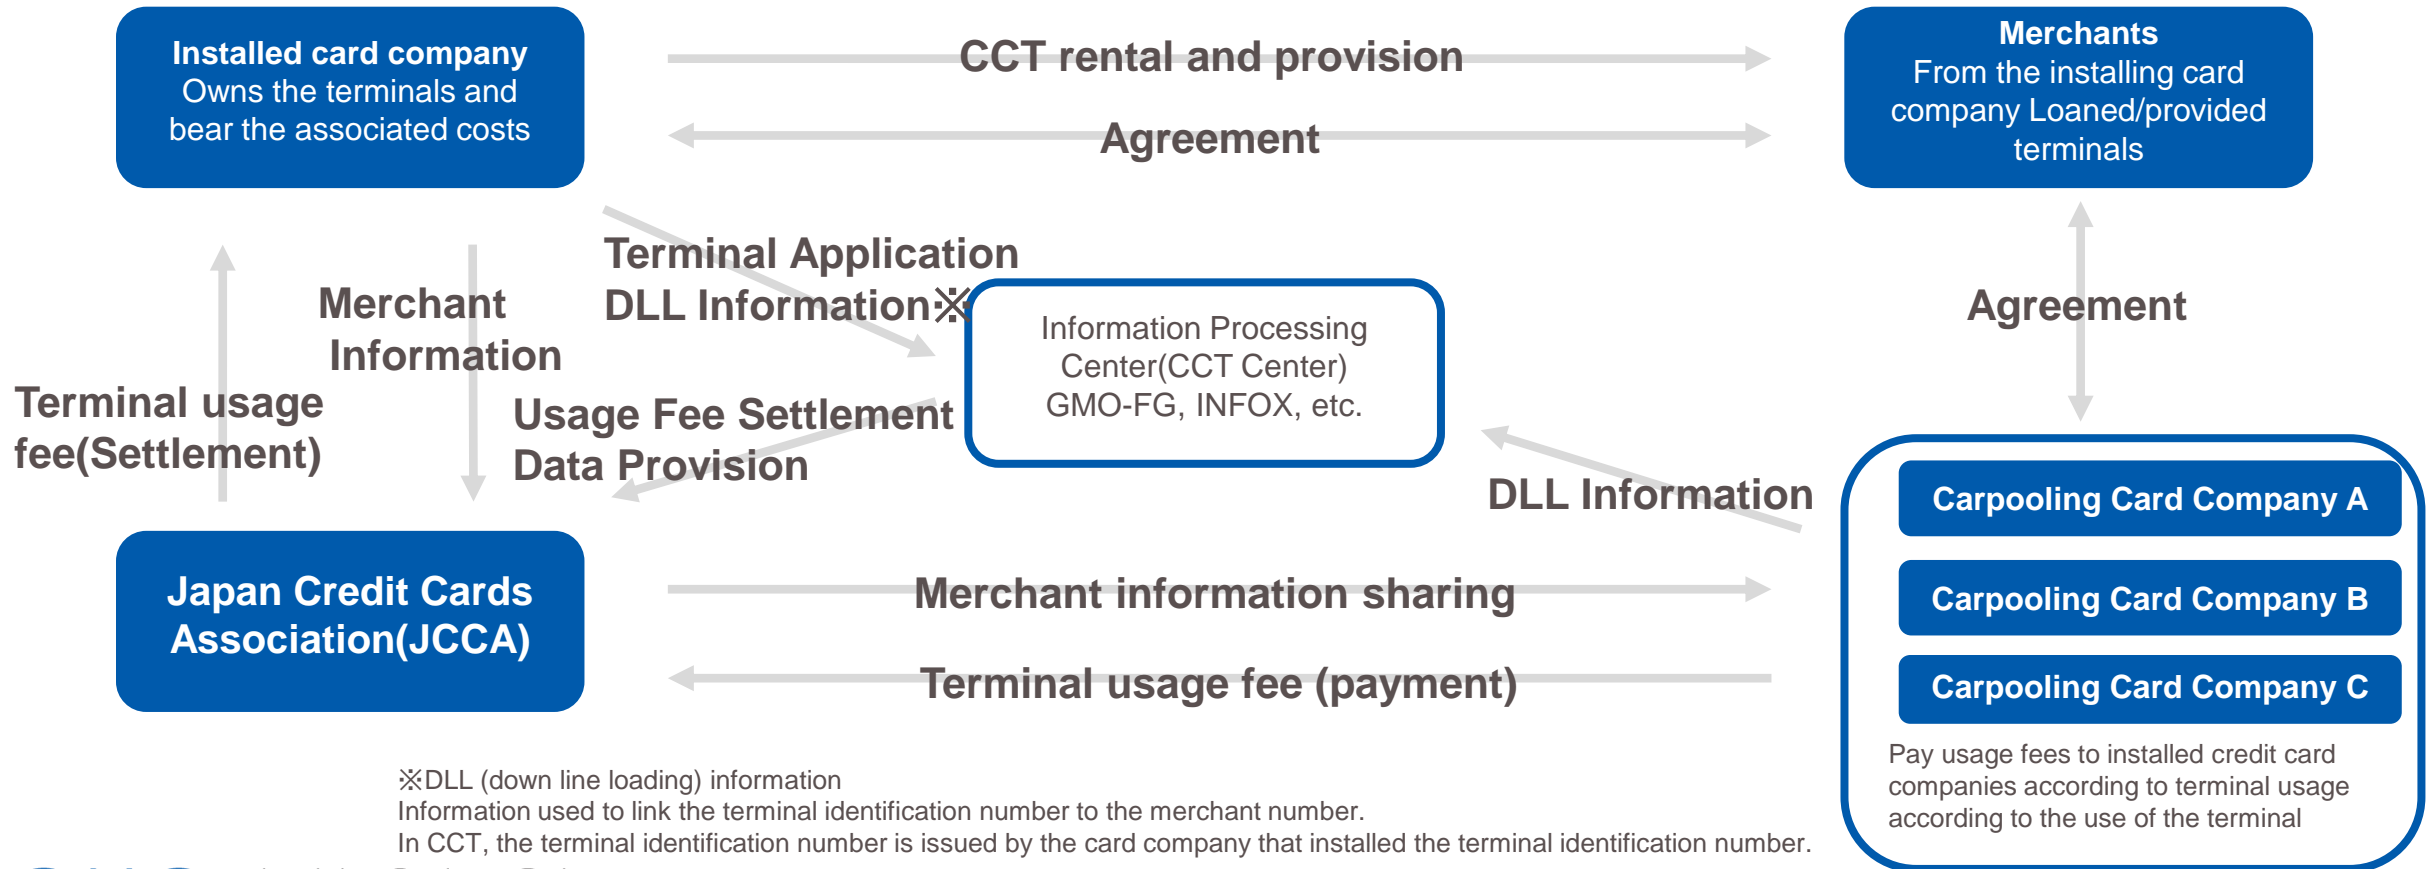 Installed card company
Owns the terminals and
bear the associated costs
CCT rental and provision
Agreement
Merchants
From the installing card
company Loaned/provided
terminals
Terminal Application
DLL Information※
Merchant
Information
Terminal usage
fee(Settlement)
Usage Fee Settlement
Data Provision
Information Processing
Center(CCT Center)
GMO-FG, INFOX, etc.
Agreement
DLL Information
Japan Credit Cards
Association(JCCA)
Merchant information sharing
Terminal usage fee (payment)
Carpooling Card Company A
Carpooling Card Company B
Carpooling Card Company C
Pay usage fees to installed credit card
companies according to terminal usage
according to the use of the terminal
※DLL (down line loading) information
Information used to link the terminal identification number to the merchant number.
In CCT, the terminal identification number is issued by the card company that installed the terminal identification number.